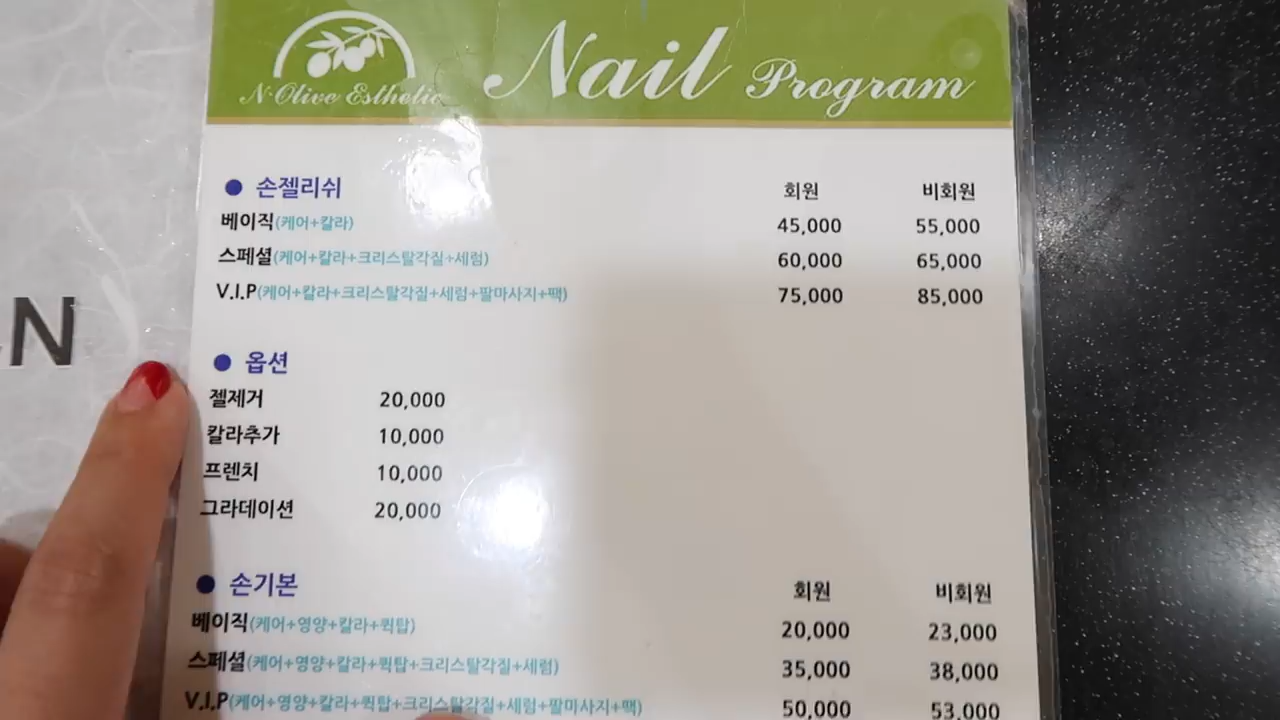 N·Olive Esthetic
Nail Program
● 손젤리쉬 회원 비회원
베이직(케어+칼라) 45,000 55,000
스페셜(케어+칼라+크리스탈각질+세럼) 60,000 65,000
V.I.P(케어+칼라+크리스탈각질+세럼+팔마사지+팩) 75,000 85,000
N
● 옵션
젤제거 20,000
칼라추가 10,000
프렌치 10,000
그라데이션 20,000
● 손기본 회원 비회원
베이직(케어+영양+칼라+퀵탑) 20,000 23,000
스페셜(케어+영양+칼라+퀵탑+크리스탈각질+세럼) 35,000 38,000
V.I.P(케어+영양+칼라+퀵탑+크리스탈각질+세럼+팔마사지+팩) 50,000 53,000